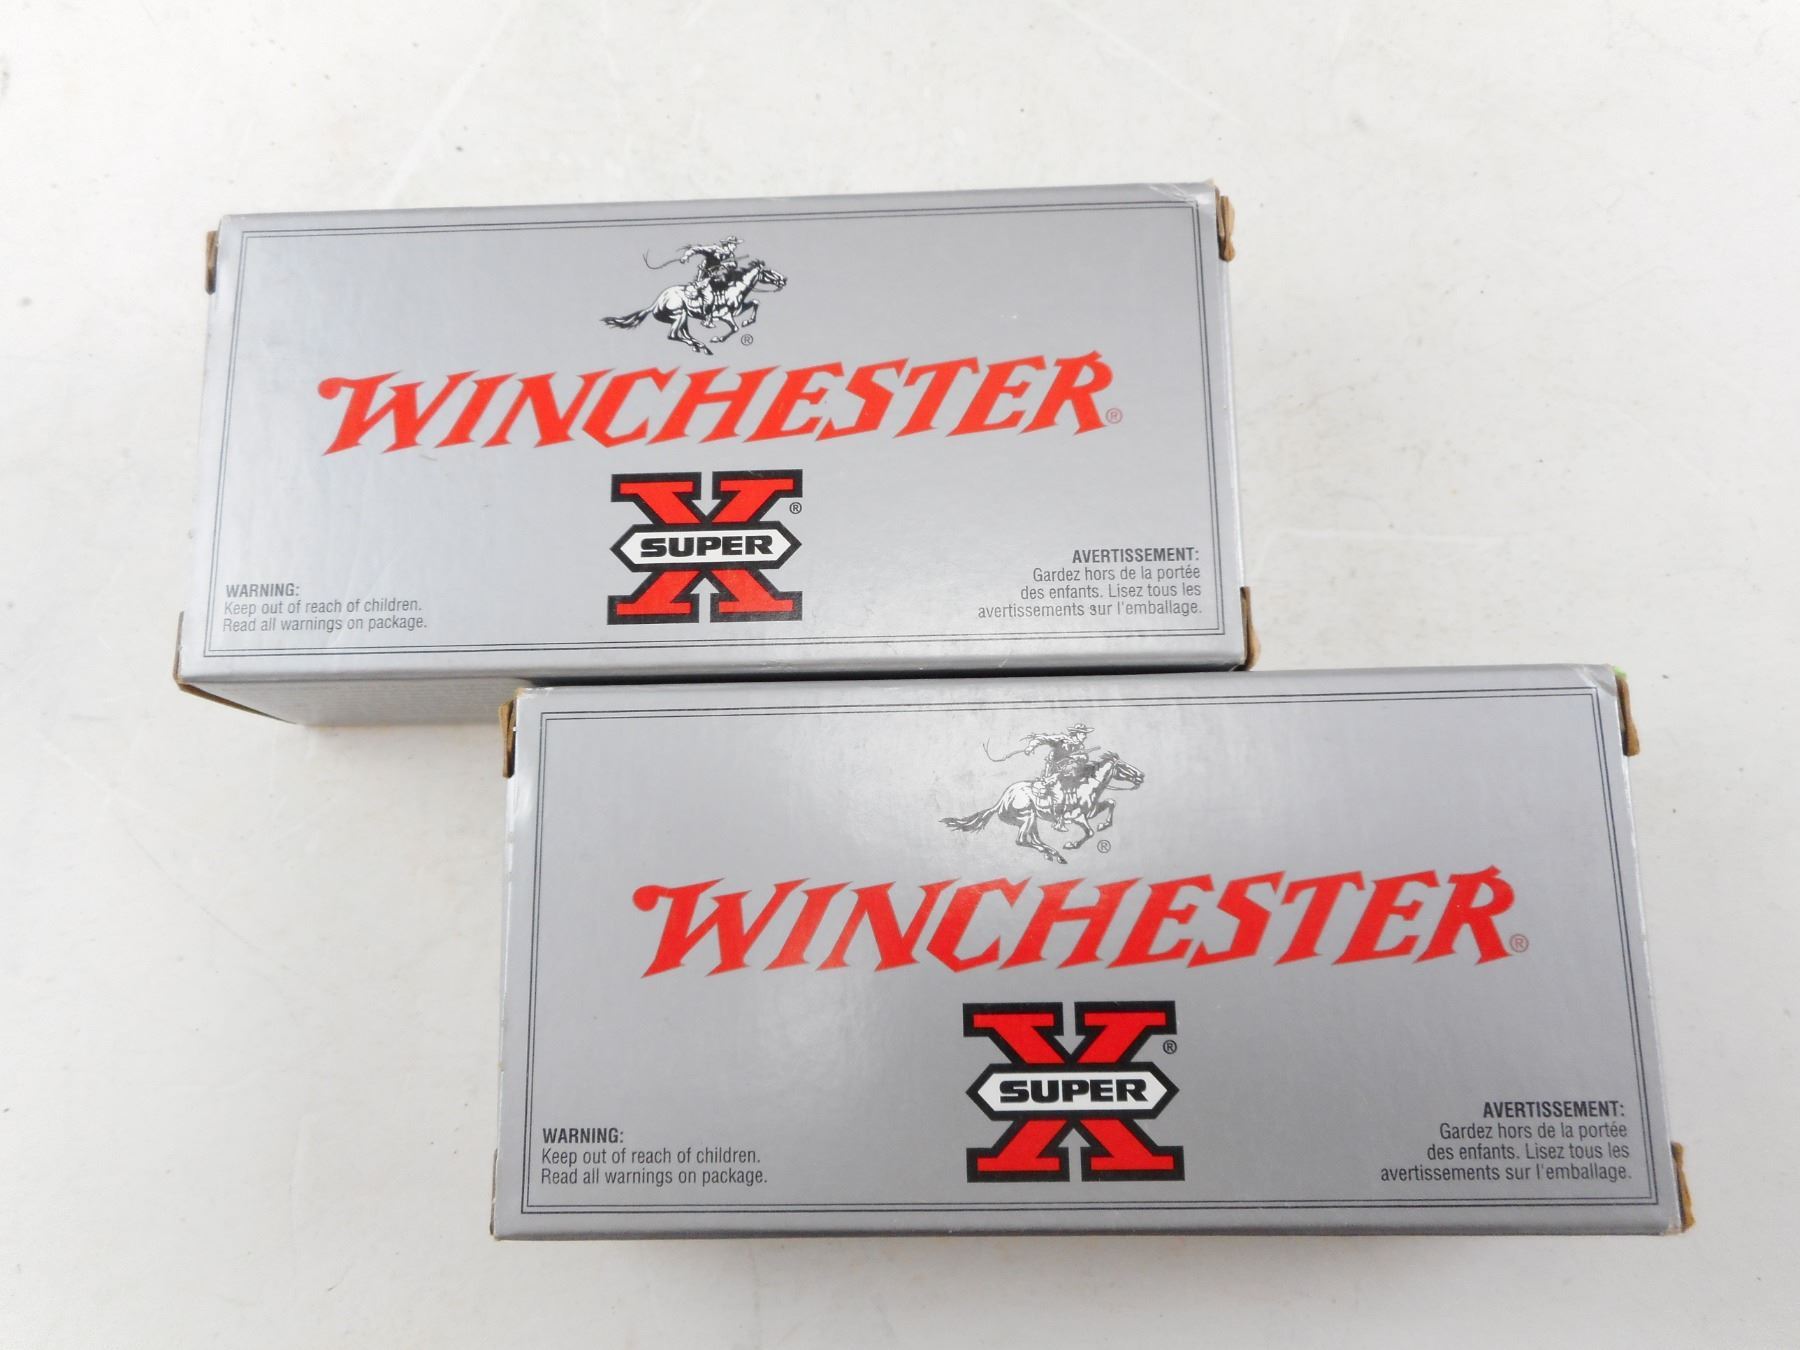 WINCHESTER®
X®
SUPER
WARNING:
Keep out of reach of children.
Read all warnings on package.
AVERTISSEMENT:
Gardez hors de la portée
des enfants. Lisez tous les
avertissements sur l'emballage.
WINCHESTER®
X®
SUPER
WARNING:
Keep out of reach of children.
Read all warnings on package.
AVERTISSEMENT:
Gardez hors de la portée
des enfants. Lisez tous les
avertissements sur l'emballage.